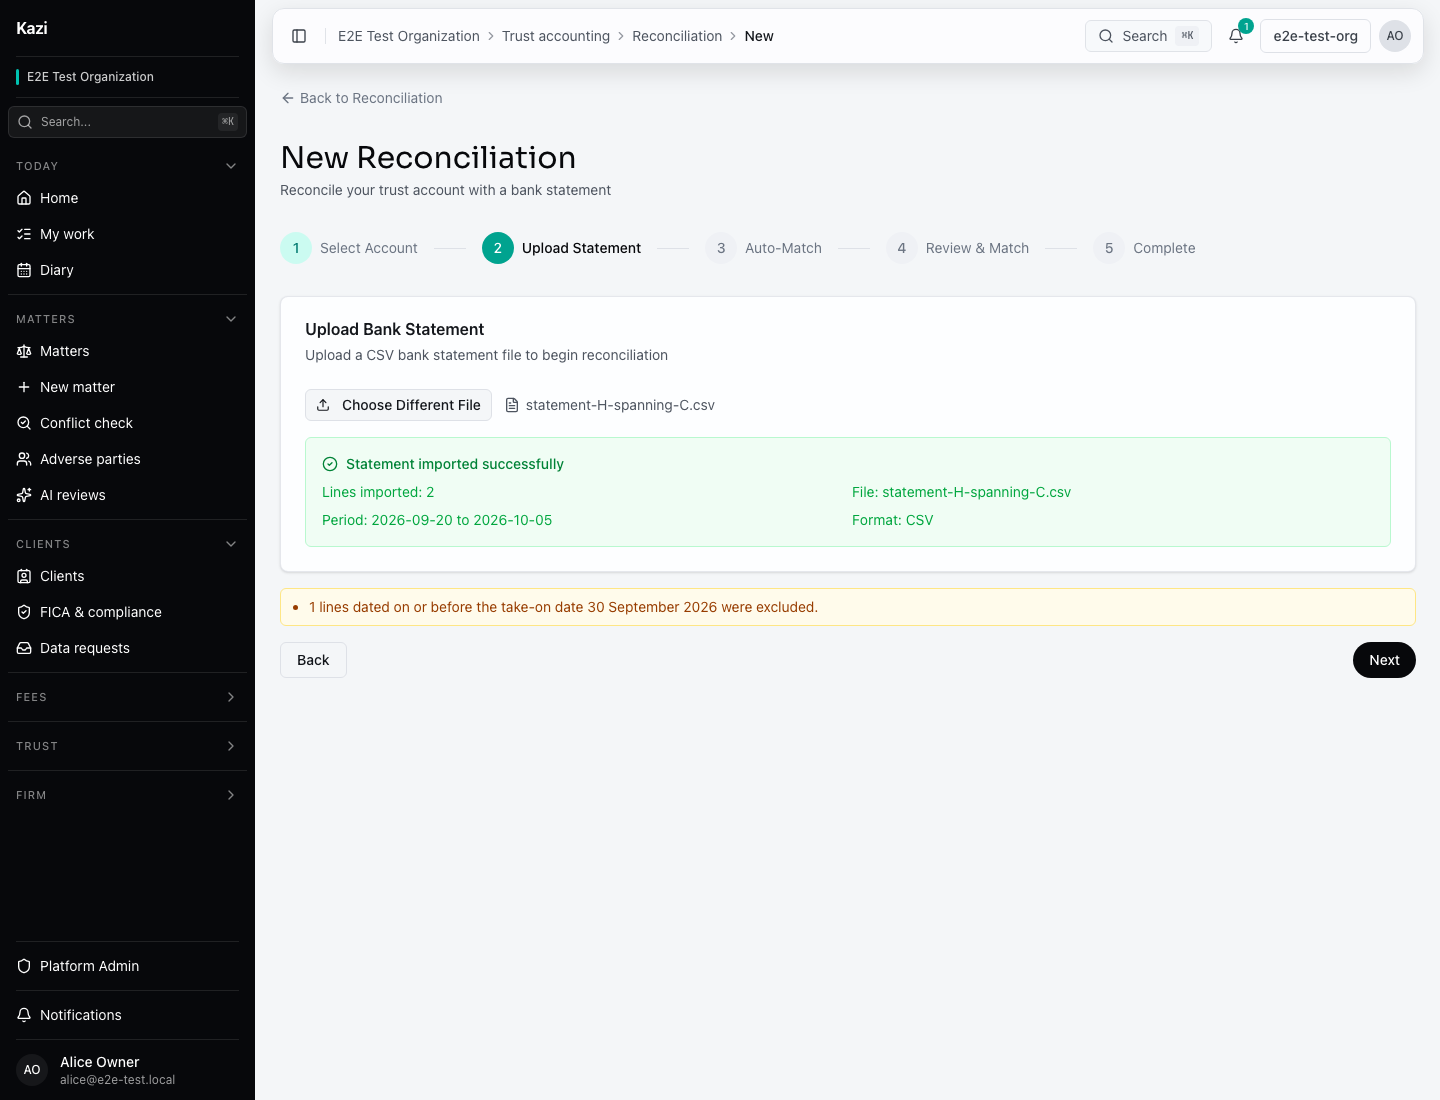 Kazi
E2E Test Organization
Search...
⌘K
TODAY
Home
My work
Diary
MATTERS
Matters
New matter
Conflict check
Adverse parties
AI reviews
CLIENTS
Clients
FICA & compliance
Data requests
FEES
TRUST
FIRM
Platform Admin
Notifications
AO
Alice Owner
alice@e2e-test.local
E2E Test Organization
Trust accounting
Reconciliation
New
Search ⌘K
1
e2e-test-org
AO
Back to Reconciliation
New Reconciliation
Reconcile your trust account with a bank statement
1 Select Account
2 Upload Statement
3 Auto-Match
4 Review & Match
5 Complete
Upload Bank Statement
Upload a CSV bank statement file to begin reconciliation
Choose Different File
statement-H-spanning-C.csv
Statement imported successfully
Lines imported: 2
File: statement-H-spanning-C.csv
Period: 2026-09-20 to 2026-10-05
Format: CSV
• 1 lines dated on or before the take-on date 30 September 2026 were excluded.
Back
Next